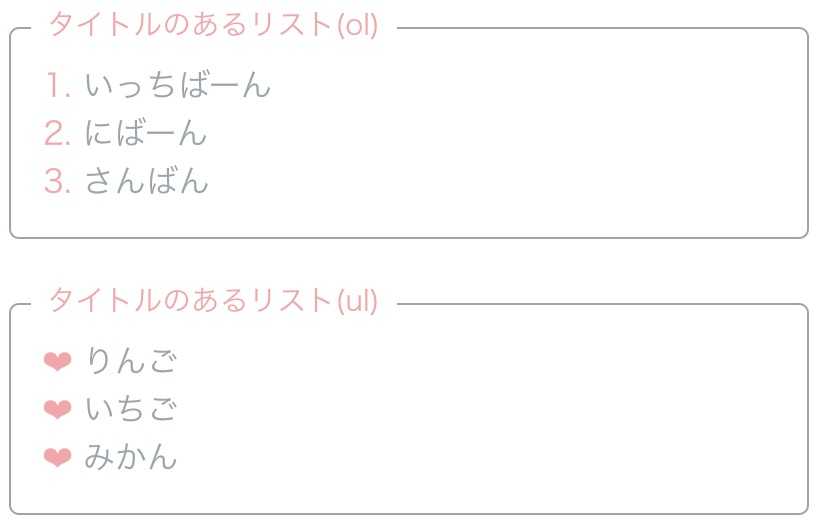 タイトルのあるリスト(ol)
1. いっちばーん
2. にばーん
3. さんばん
タイトルのあるリスト(ul)
❤ りんご
❤ いちご
❤ みかん